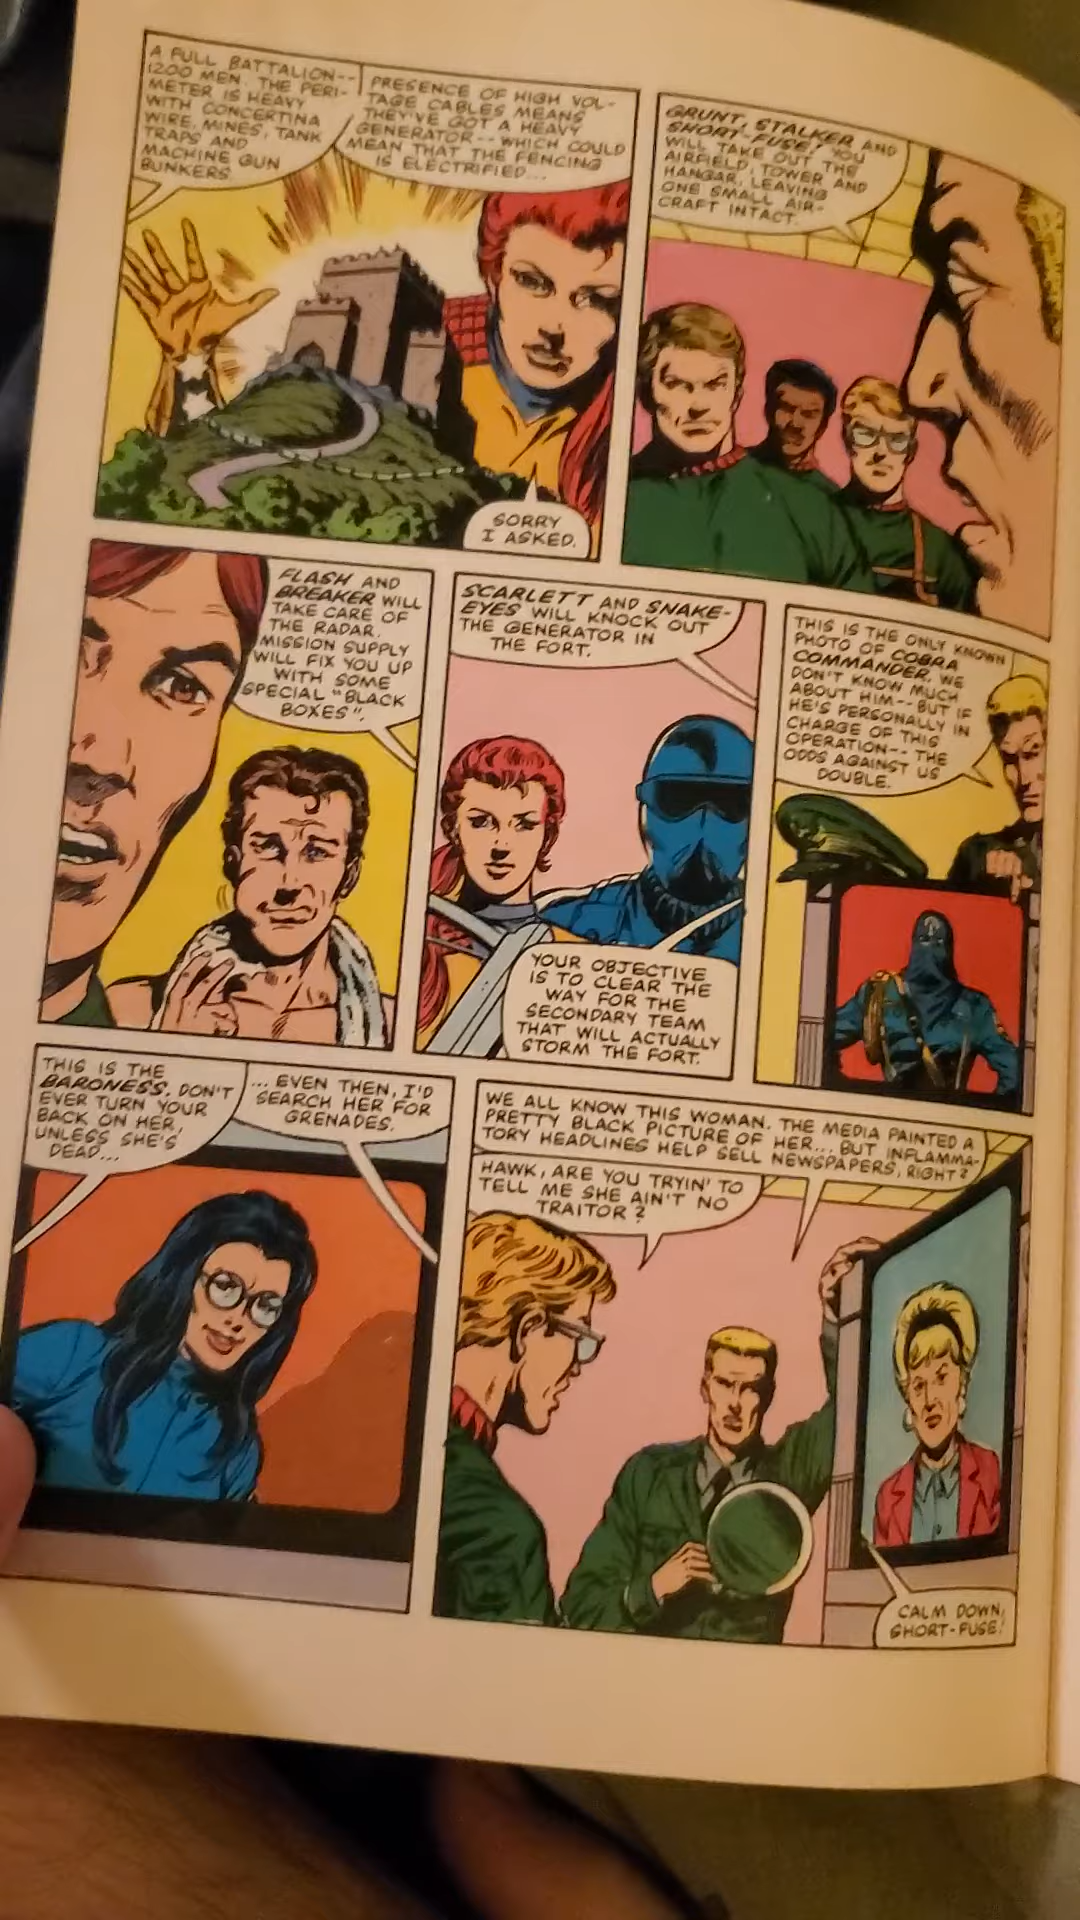 A FULL BATTALION--
1200 MEN. THE PERI-
METER IS HEAVY
WITH CONCERTINA
WIRE, MINES, TANK
TRAPS AND
MACHINE GUN
BUNKERS.
PRESENCE OF HIGH VOL-
TAGE CABLES MEANS
THEY'VE GOT A HEAVY
GENERATOR -- WHICH COULD
MEAN THAT THE FENCING
IS ELECTRIFIED...
SORRY
I ASKED.
GRUNT, STALKER AND
SHORT-FUSE! YOU
WILL TAKE OUT THE
AIRFIELD, TOWER AND
HANGAR, LEAVING
ONE SMALL AIR-
CRAFT INTACT.
FLASH AND
BREAKER WILL
TAKE CARE OF
THE RADAR.
MISSION SUPPLY
WILL FIX YOU UP
WITH SOME
SPECIAL "BLACK
BOXES".
SCARLETT AND SNAKE-
EYES WILL KNOCK OUT
THE GENERATOR IN
THE FORT.
YOUR OBJECTIVE
IS TO CLEAR THE
WAY FOR THE
SECONDARY TEAM
THAT WILL ACTUALLY
STORM THE FORT.
THIS IS THE ONLY KNOWN
PHOTO OF COBRA
COMMANDER. WE
DON'T KNOW MUCH
ABOUT HIM-- BUT IF
HE'S PERSONALLY IN
CHARGE OF THIS
OPERATION-- THE
ODDS AGAINST US
DOUBLE.
THIS IS THE
BARONESS. DON'T
EVER TURN YOUR
BACK ON HER,
UNLESS SHE'S
DEAD...
... EVEN THEN, I'D
SEARCH HER FOR
GRENADES.
WE ALL KNOW THIS WOMAN. THE MEDIA PAINTED A
PRETTY BLACK PICTURE OF HER... BUT INFLAMMA-
TORY HEADLINES HELP SELL NEWSPAPERS, RIGHT?
HAWK, ARE YOU TRYIN' TO
TELL ME SHE AIN'T NO
TRAITOR?
CALM DOWN,
SHORT-FUSE!